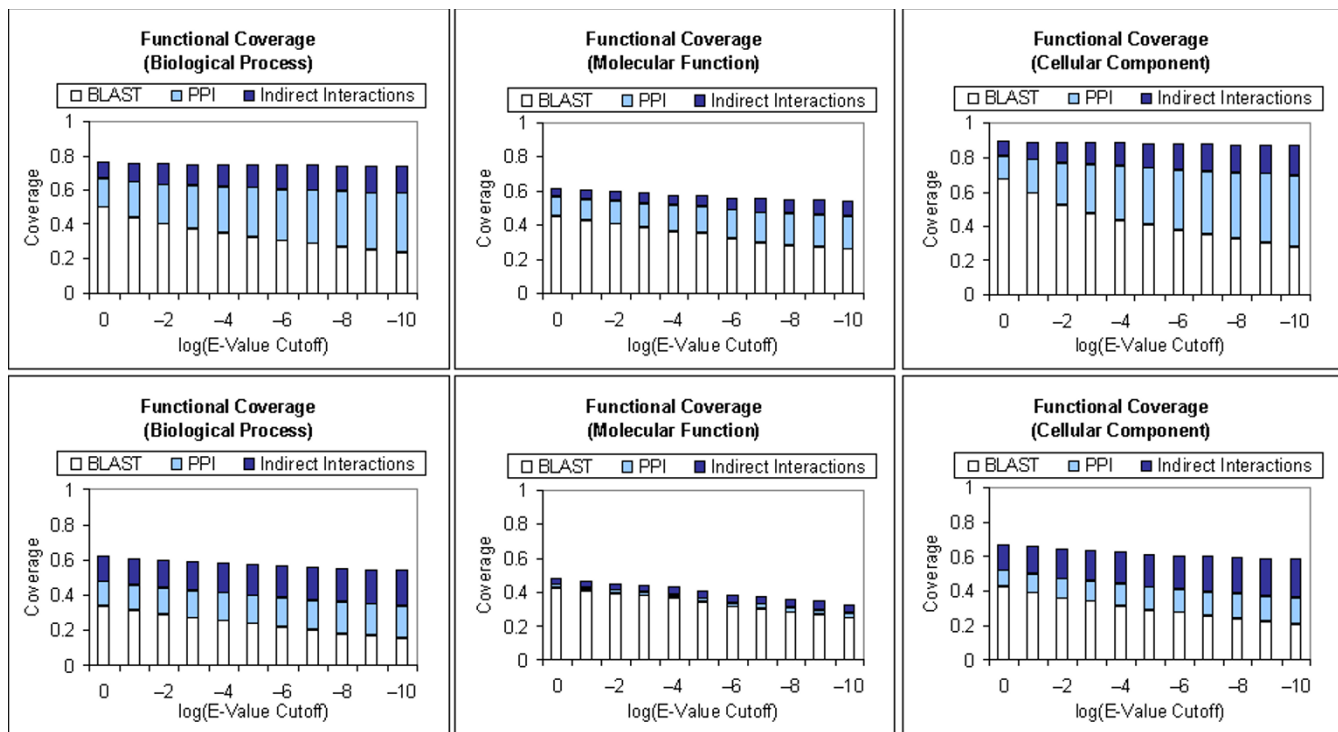 Functional Coverage
(Biological Process)
BLAST PPI Indirect Interactions
1
0.8
0.6
0.4
0.2
0
Coverage
0 –2 –4 –6 –8 –10
log(E-Value Cutoff)
Functional Coverage
(Molecular Function)
BLAST PPI Indirect Interactions
1
0.8
0.6
0.4
0.2
0
Coverage
0 –2 –4 –6 –8 –10
log(E-Value Cutoff)
Functional Coverage
(Cellular Component)
BLAST PPI Indirect Interactions
1
0.8
0.6
0.4
0.2
0
Coverage
0 –2 –4 –6 –8 –10
log(E-Value Cutoff)
Functional Coverage
(Biological Process)
BLAST PPI Indirect Interactions
1
0.8
0.6
0.4
0.2
0
Coverage
0 –2 –4 –6 –8 –10
log(E-Value Cutoff)
Functional Coverage
(Molecular Function)
BLAST PPI Indirect Interactions
1
0.8
0.6
0.4
0.2
0
Coverage
0 –2 –4 –6 –8 –10
log(E-Value Cutoff)
Functional Coverage
(Cellular Component)
BLAST PPI Indirect Interactions
1
0.8
0.6
0.4
0.2
0
Coverage
0 –2 –4 –6 –8 –10
log(E-Value Cutoff)